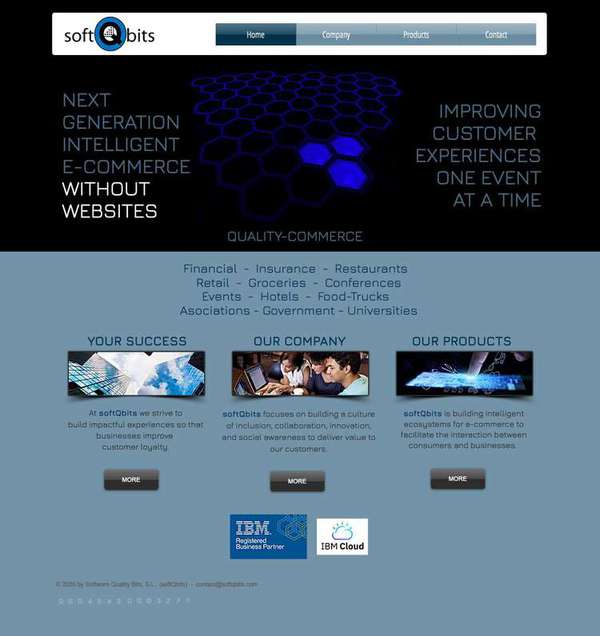 softQbits
Home Company Products Contact
NEXT
GENERATION
INTELLIGENT
E-COMMERCE
WITHOUT
WEBSITES
IMPROVING
CUSTOMER
EXPERIENCES
ONE EVENT
AT A TIME
QUALITY-COMMERCE
Financial - Insurance - Restaurants
Retail - Groceries - Conferences
Events - Hotels - Food-Trucks
Asociations - Government - Universities
YOUR SUCCESS
At softQbits we strive to
build impactful experiences so that
businesses improve
customer loyalty.
MORE
OUR COMPANY
softQbits focuses on building a culture
of inclusion, collaboration, innovation,
and social awareness to deliver value to
our customers.
MORE
OUR PRODUCTS
softQbits is building intelligent
ecosystems for e-commerce to
facilitate the interection between
consumers and businesses.
MORE
IBM
Registered
Business Partner
IBM Cloud
by Software Quality Bits, S.L. (softQbits) - contact@softqbits.com